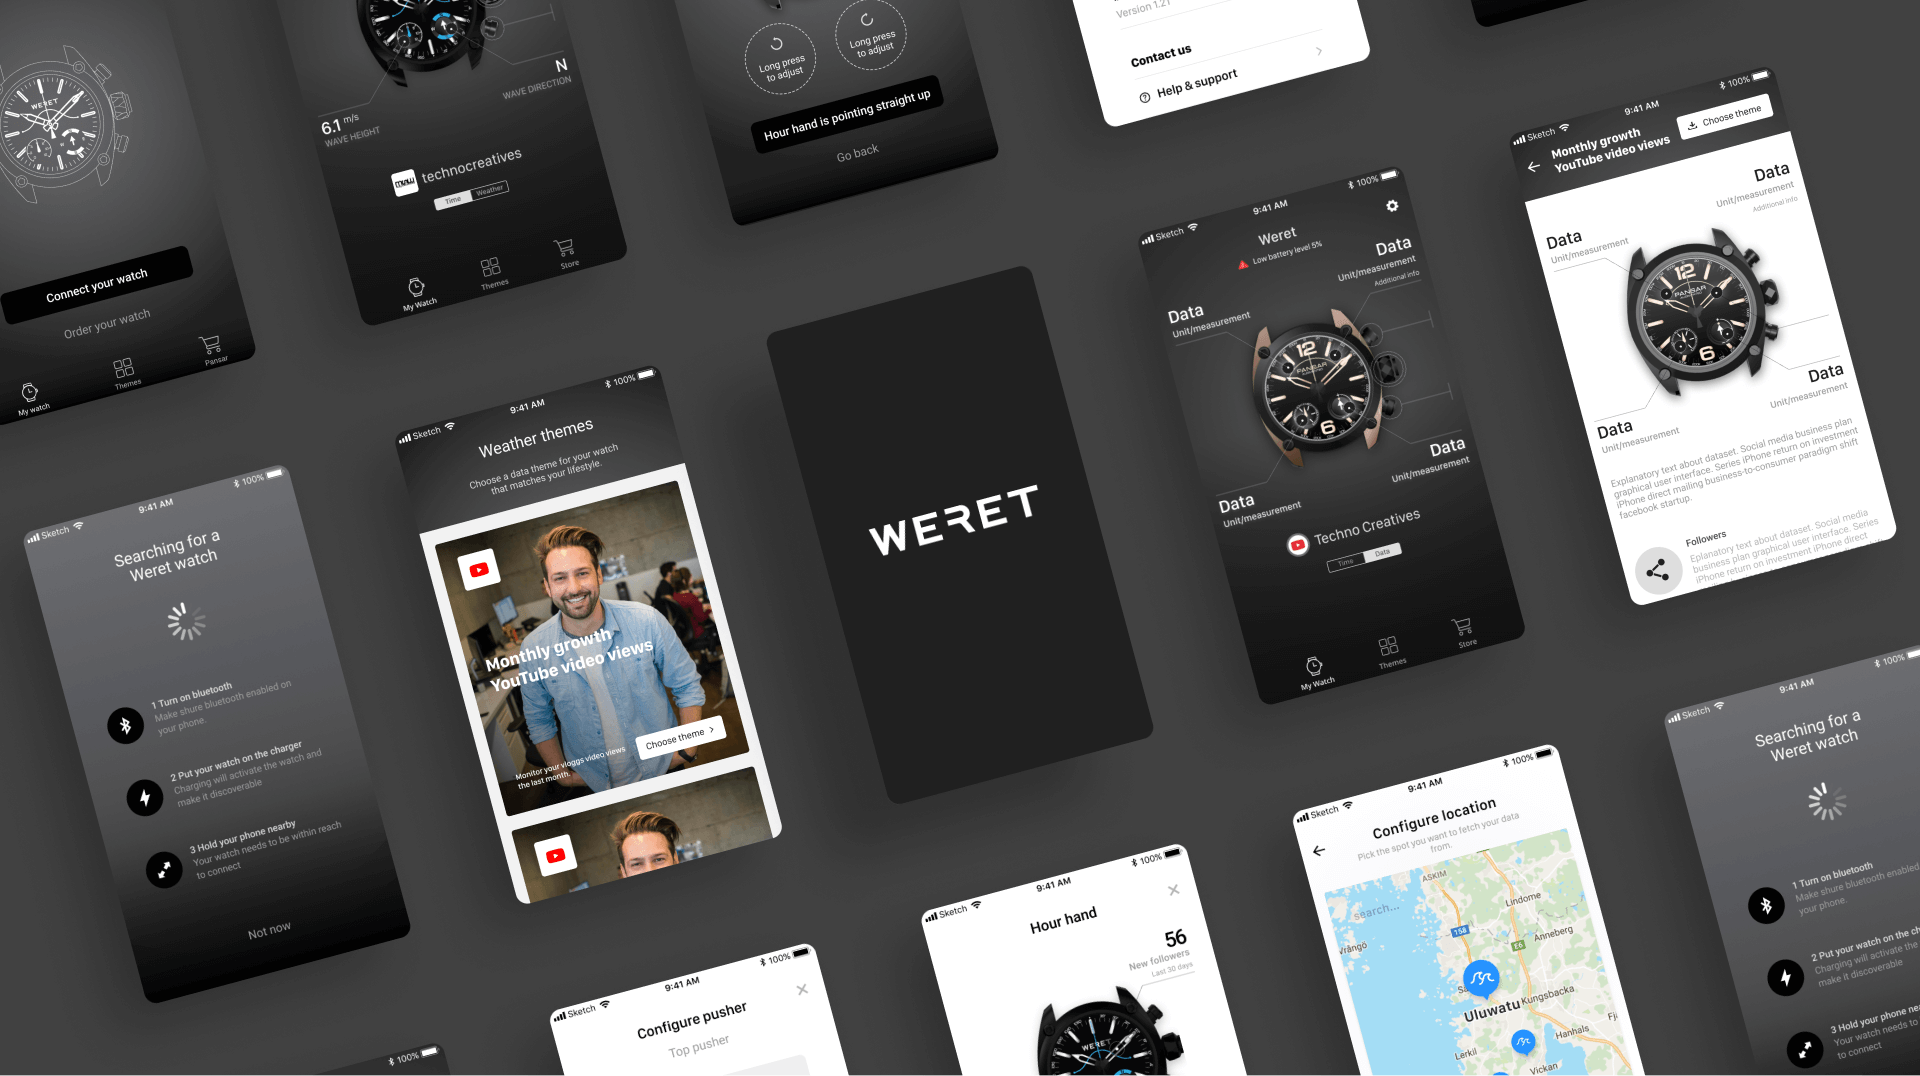 WERET
Connect your watch
Order your watch
My watch
Themes
Pansar
6.1 m/s
WAVE HEIGHT
N
WAVE DIRECTION
technocreatives
Time
Weather
My Watch
Themes
Store
Long press
to adjust
Long press
to adjust
Hour hand is pointing straight up
Go back
Version 1.21
Contact us
Help & support
Sketch
9:41 AM
100%
Monthly growth
YouTube video views
Choose theme
Data
Unit/measurement
Additional info
Data
Unit/measurement
12
PANSAR
6
Data
Unit/measurement
Data
Unit/measurement
Explanatory text about dataset. Social media business plan
graphical user interface. Series iPhone return on investment
iPhone direct mailing business-to-consumer paradigm shift
facebook startup.
Followers
Eplanatory text about dataset. Social media
business plan graphical user interface. Series
iPhone return on investment iPhone direct
Sketch
9:41 AM
100%
Weret
Low battery level 5%
Data
Unit/measurement
Additional info
Data
Unit/measurement
12
PANSAR
6
Data
Unit/measurement
Data
Unit/measurement
Techno Creatives
Time
Data
My Watch
Themes
Store
WERET
Sketch
9:41 AM
100%
Weather themes
Choose a data theme for your watch
that matches your lifestyle.
Monthly growth
YouTube video views
Monitor your vloggs video views
the last month.
Choose theme
Sketch
9:41 AM
100%
Searching for a
Weret watch
1 Turn on bluetooth
Make shure bluetooth enabled on
your phone.
2 Put your watch on the charger
Charging will activate the watch and
make it discoverable
3 Hold your phone nearby
Your watch needs to be within reach
to connect
Not now
100%
Sketch
9:41 AM
100%
Configure pusher
Top pusher
Sketch
9:41 AM
100%
Hour hand
56
New followers
Last 30 days
WERET
Sketch
9:41 AM
100%
Configure location
Pick the spot you want to fetch your data
from.
search...
ASKIM
Lindome
Vrångö
158
E6
Anneberg
Uluwatu
Kungsbacka
Hanhals
Lerkil
Vickan
Sketch
9:41 AM
100%
Searching for a
Weret watch
1 Turn on bluetooth
Make shure bluetooth enabled
your phone.
2 Put your watch on the
Charging will activate the
make it discoverable
3 Hold your phone
Your watch needs to
to connect